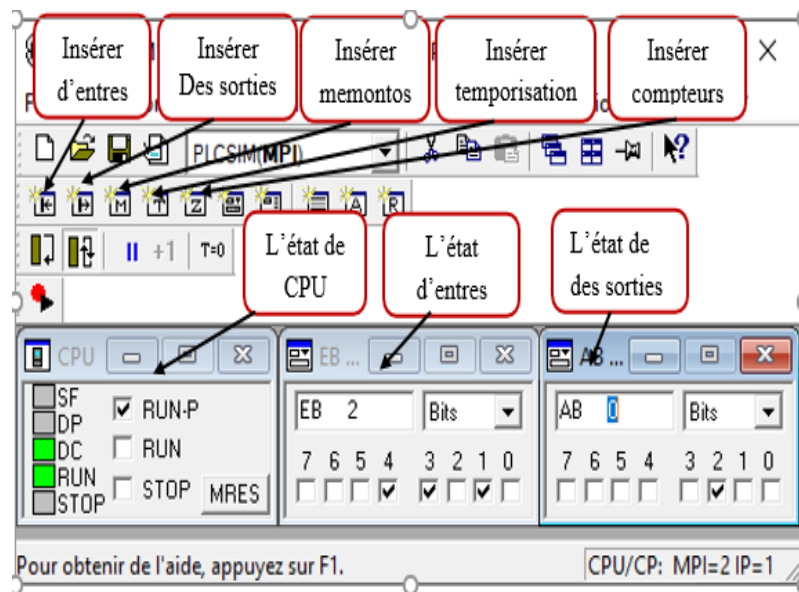 Insérer
d'entres
Insérer
Des sorties
Insérer
memontos
Insérer
temporisation
Insérer
compteurs
PLCSIM(MPI)
+1
T=0
L'état de
CPU
L'état
d'entres
L'état de
des sorties
CPU
SF
DP
DC
RUN
STOP
RUN-P
RUN
STOP
MRES
EB ...
EB 2
Bits
7 6 5 4 3 2 1 0
AB ...
AB 0
Bits
7 6 5 4 3 2 1 0
Pour obtenir de l'aide, appuyez sur F1.
CPU/CP: MPI=2 IP=1